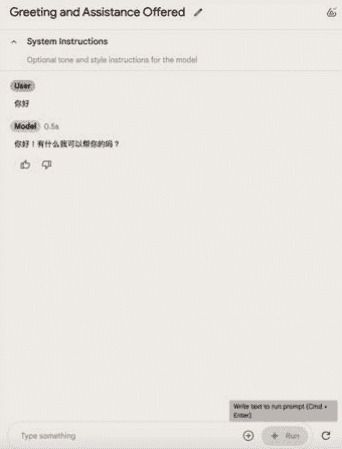 Greeting and Assistance Offered
System Instructions
Optional tone and style instructions for the model
User
你好
Model 0.5s
你好！有什么我可以帮你的吗？
Write text to run prompt (Cmd +
Enter)
Type something
Run